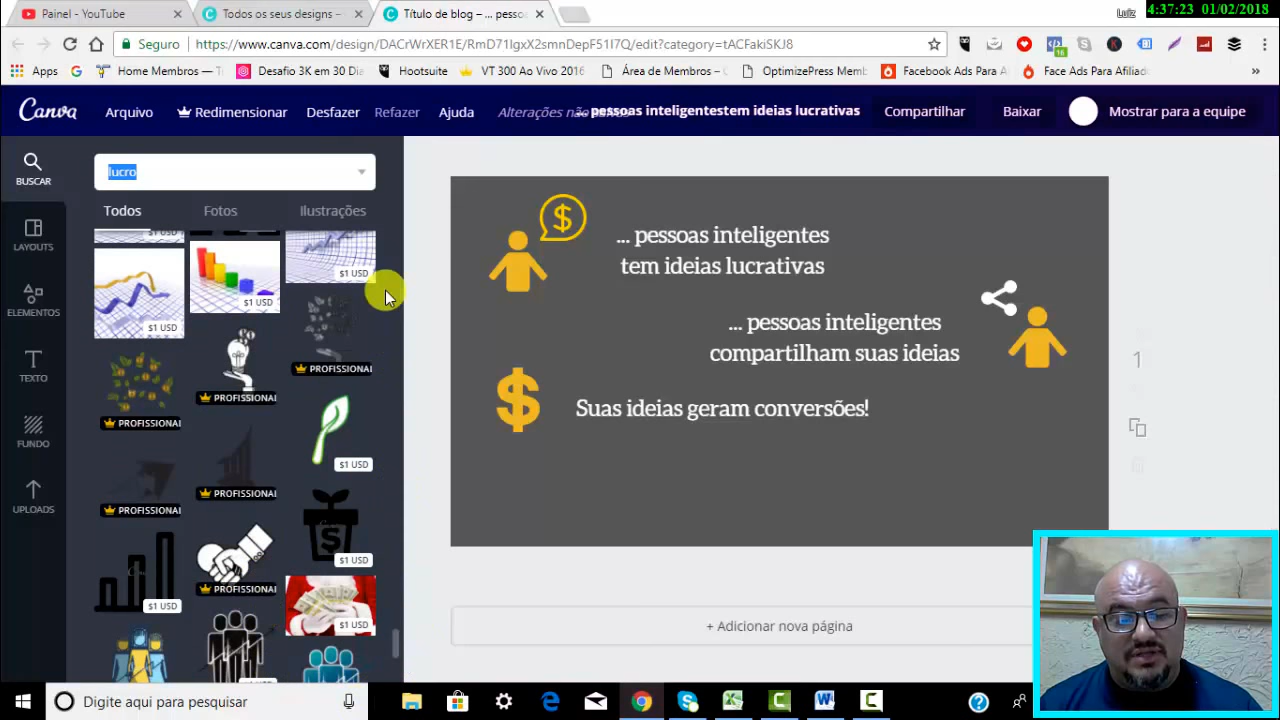 Painel - YouTube
Todos os seus designs –
Título de blog – ... pesso
Luiz
4:37:23 01/02/2018
Seguro
https://www.canva.com/design/DACrWrXER1E/RmD71IgxX2smnDepF51I7Q/edit?category=tACFakiSKJ8
16
Apps
Home Membros — T
Desafio 3K em 30 Dia
Hootsuite
VT 300 Ao Vivo 2016
Área de Membros –
OptimizePress Memb
Facebook Ads Para A
Face Ads Para Afiliad
»
Canva
Arquivo
Redimensionar
Desfazer
Refazer
Ajuda
Alterações não
... pessoas inteligentestem ideias lucrativas
Compartilhar
Baixar
Mostrar para a equipe
BUSCAR
LAYOUTS
ELEMENTOS
TEXTO
FUNDO
UPLOADS
lucro
Todos
Fotos
Ilustrações
$1 USD
$1 USD
$1 USD
$1 USD
PROFISSIONAL
PROFISSIONAL
PROFISSIONAL
$1 USD
PROFISSIONAL
PROFISSIONAL
$1 USD
$1 USD
PROFISSIONAL
$1 USD
... pessoas inteligentes
tem ideias lucrativas
... pessoas inteligentes
compartilham suas ideias
Suas ideias geram conversões!
1
+ Adicionar nova página
Digite aqui para pesquisar